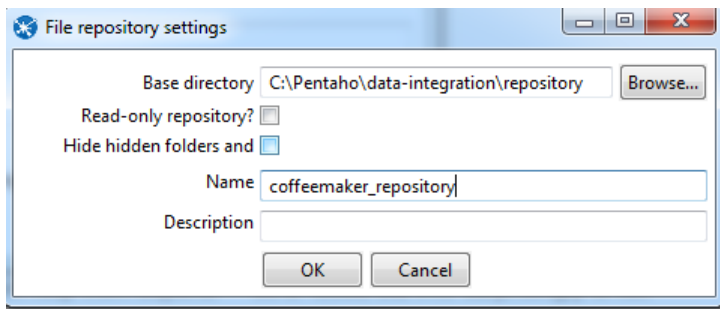 File repository settings
Base directory C:\Pentaho\data-integration\repository Browse...
Read-only repository?
Hide hidden folders and
Name coffeemaker_repository
Description
OK Cancel